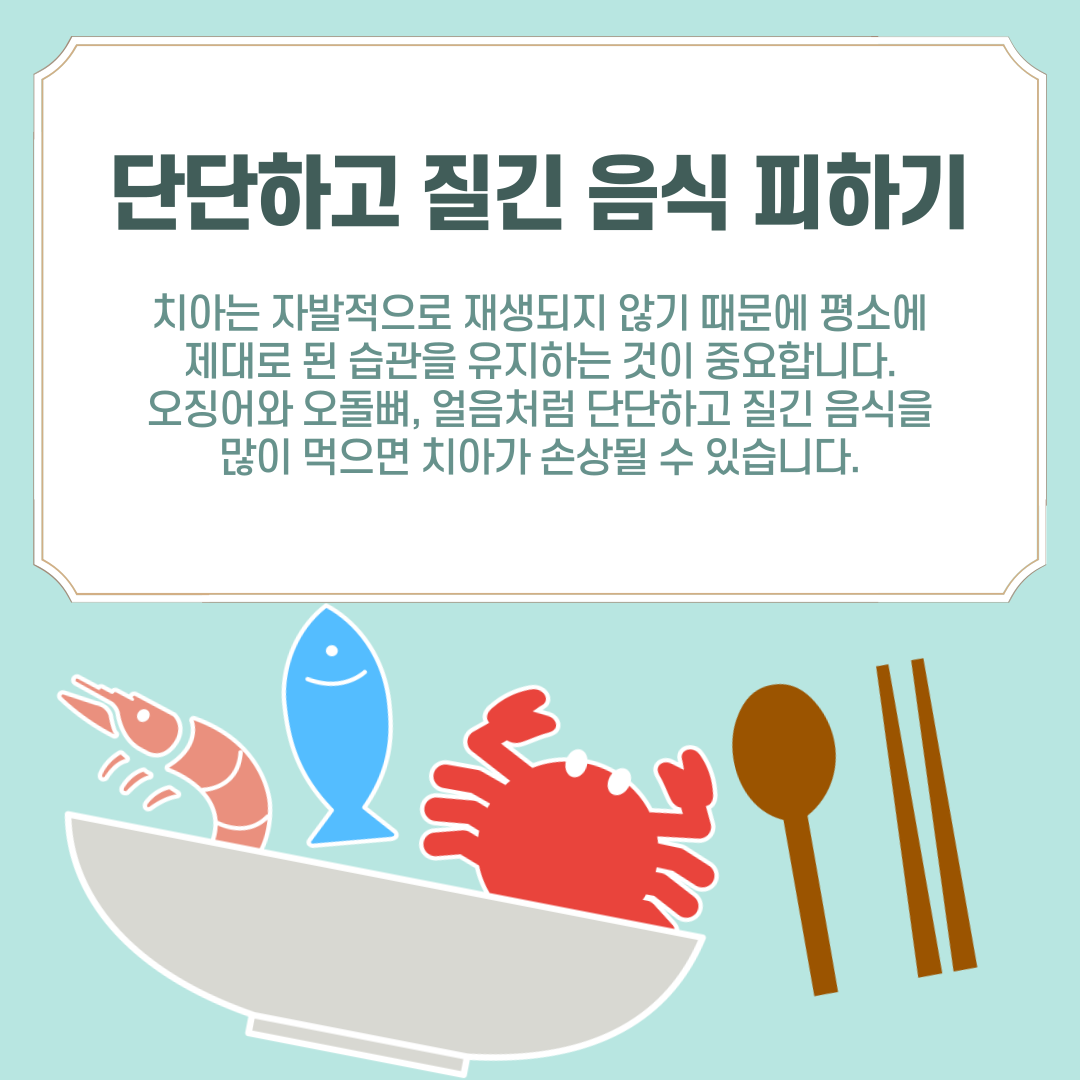 단단하고 질긴 음식 피하기
치아는 자발적으로 재생되지 않기 때문에 평소에
제대로 된 습관을 유지하는 것이 중요합니다.
오징어와 오돌뼈, 얼음처럼 단단하고 질긴 음식을
많이 먹으면 치아가 손상될 수 있습니다.